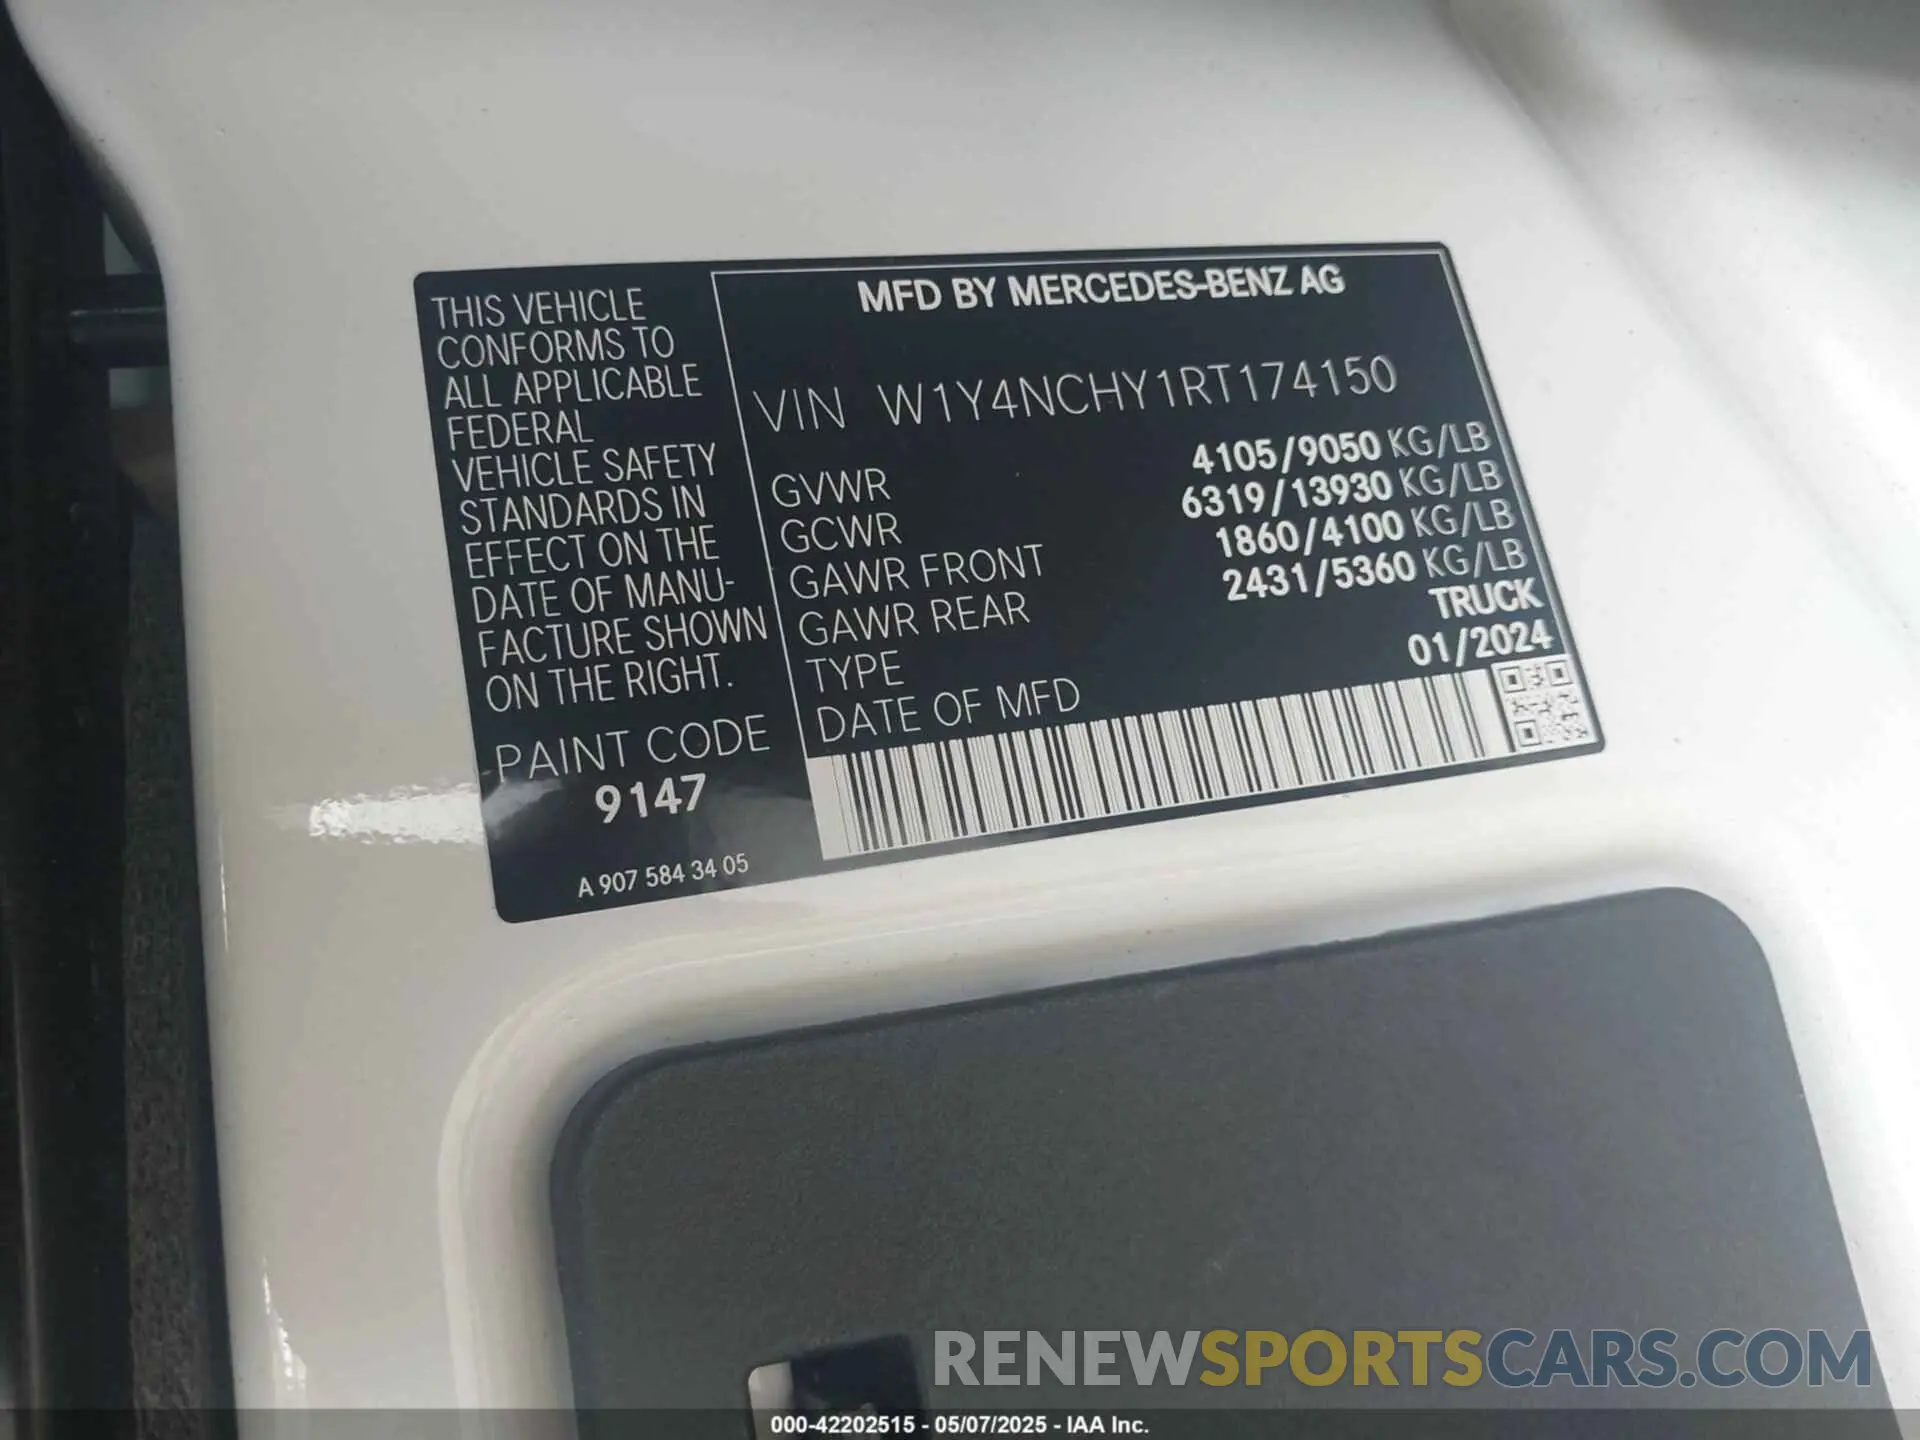 THIS VEHICLE
CONFORMS TO
ALL APPLICABLE
FEDERAL
VEHICLE SAFETY
STANDARDS IN
EFFECT ON THE
DATE OF MANU-
FACTURE SHOWN
ON THE RIGHT.
PAINT CODE
9147
A 907 584 34 05
MFD BY MERCEDES-BENZ AG
VIN W1Y4NCHY1RT174150
GVWR 4105/9050 KG/LB
GCWR 6319/13930 KG/LB
GAWR FRONT 1860/4100 KG/LB
GAWR REAR 2431/5360 KG/LB
TYPE TRUCK
DATE OF MFD 01/2024
RENEWSPORTSCARS.COM
000-42202515 - 05/07/2025 - IAA Inc.